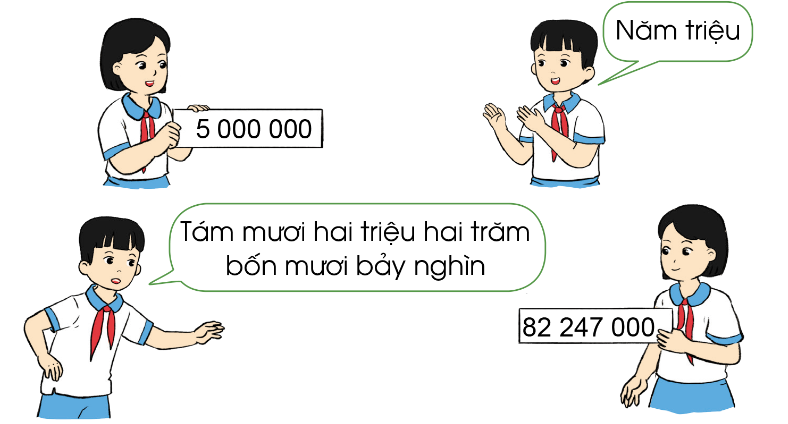 Năm triệu
5 000 000
Tám mươi hai triệu hai trăm
bốn mươi bảy nghìn
82 247 000